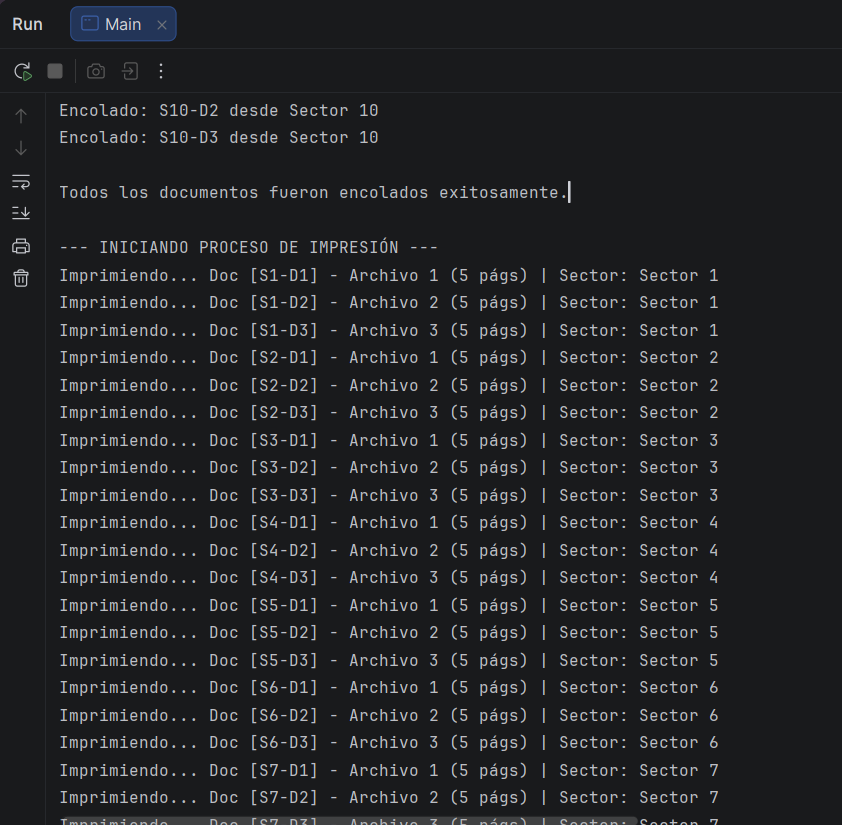 Run
Main
Encolado: S10-D2 desde Sector 10
Encolado: S10-D3 desde Sector 10
Todos los documentos fueron encolados exitosamente.
--- INICIANDO PROCESO DE IMPRESIÓN ---
Imprimiendo... Doc [S1-D1] - Archivo 1 (5 págs) | Sector: Sector 1
Imprimiendo... Doc [S1-D2] - Archivo 2 (5 págs) | Sector: Sector 1
Imprimiendo... Doc [S1-D3] - Archivo 3 (5 págs) | Sector: Sector 1
Imprimiendo... Doc [S2-D1] - Archivo 1 (5 págs) | Sector: Sector 2
Imprimiendo... Doc [S2-D2] - Archivo 2 (5 págs) | Sector: Sector 2
Imprimiendo... Doc [S2-D3] - Archivo 3 (5 págs) | Sector: Sector 2
Imprimiendo... Doc [S3-D1] - Archivo 1 (5 págs) | Sector: Sector 3
Imprimiendo... Doc [S3-D2] - Archivo 2 (5 págs) | Sector: Sector 3
Imprimiendo... Doc [S3-D3] - Archivo 3 (5 págs) | Sector: Sector 3
Imprimiendo... Doc [S4-D1] - Archivo 1 (5 págs) | Sector: Sector 4
Imprimiendo... Doc [S4-D2] - Archivo 2 (5 págs) | Sector: Sector 4
Imprimiendo... Doc [S4-D3] - Archivo 3 (5 págs) | Sector: Sector 4
Imprimiendo... Doc [S5-D1] - Archivo 1 (5 págs) | Sector: Sector 5
Imprimiendo... Doc [S5-D2] - Archivo 2 (5 págs) | Sector: Sector 5
Imprimiendo... Doc [S5-D3] - Archivo 3 (5 págs) | Sector: Sector 5
Imprimiendo... Doc [S6-D1] - Archivo 1 (5 págs) | Sector: Sector 6
Imprimiendo... Doc [S6-D2] - Archivo 2 (5 págs) | Sector: Sector 6
Imprimiendo... Doc [S6-D3] - Archivo 3 (5 págs) | Sector: Sector 6
Imprimiendo... Doc [S7-D1] - Archivo 1 (5 págs) | Sector: Sector 7
Imprimiendo... Doc [S7-D2] - Archivo 2 (5 págs) | Sector: Sector 7
Imprimiendo... Doc [S7-D3] - Archivo 3 (5 págs) | Sector: Sector 7